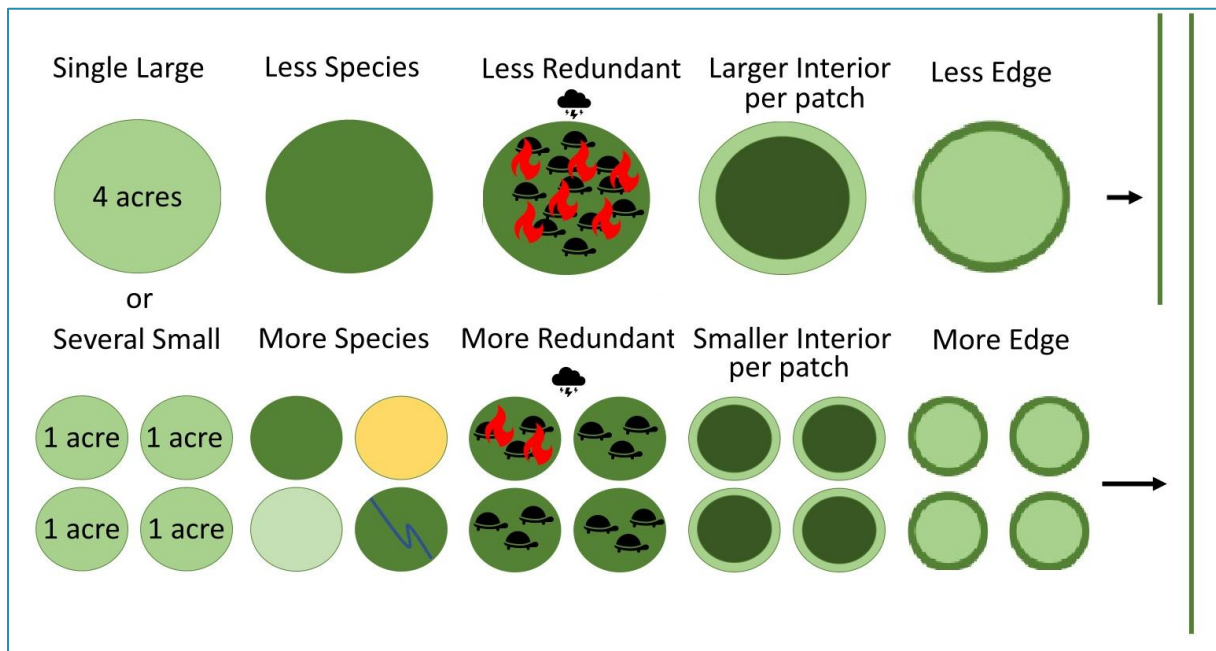 Single Large
Less Species
Less Redundant
Larger Interior
per patch
Less Edge
4 acres
or
Several Small
More Species
More Redundant
Smaller Interior
per patch
More Edge
1 acre
1 acre
1 acre
1 acre